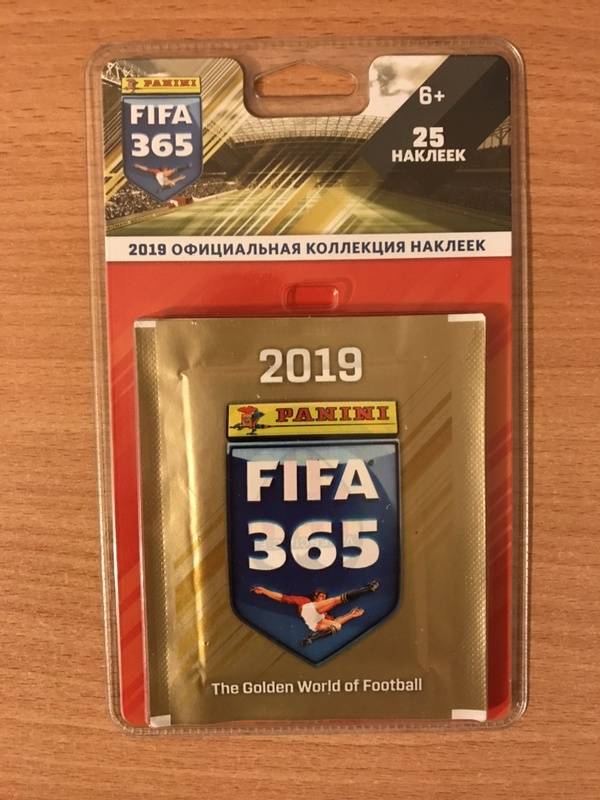 PANINI
FIFA
365
6+
25
НАКЛЕЕК
2019 ОФИЦИАЛЬНАЯ КОЛЛЕКЦИЯ НАКЛЕЕК
2019
PANINI
FIFA
365
The Golden World of Football